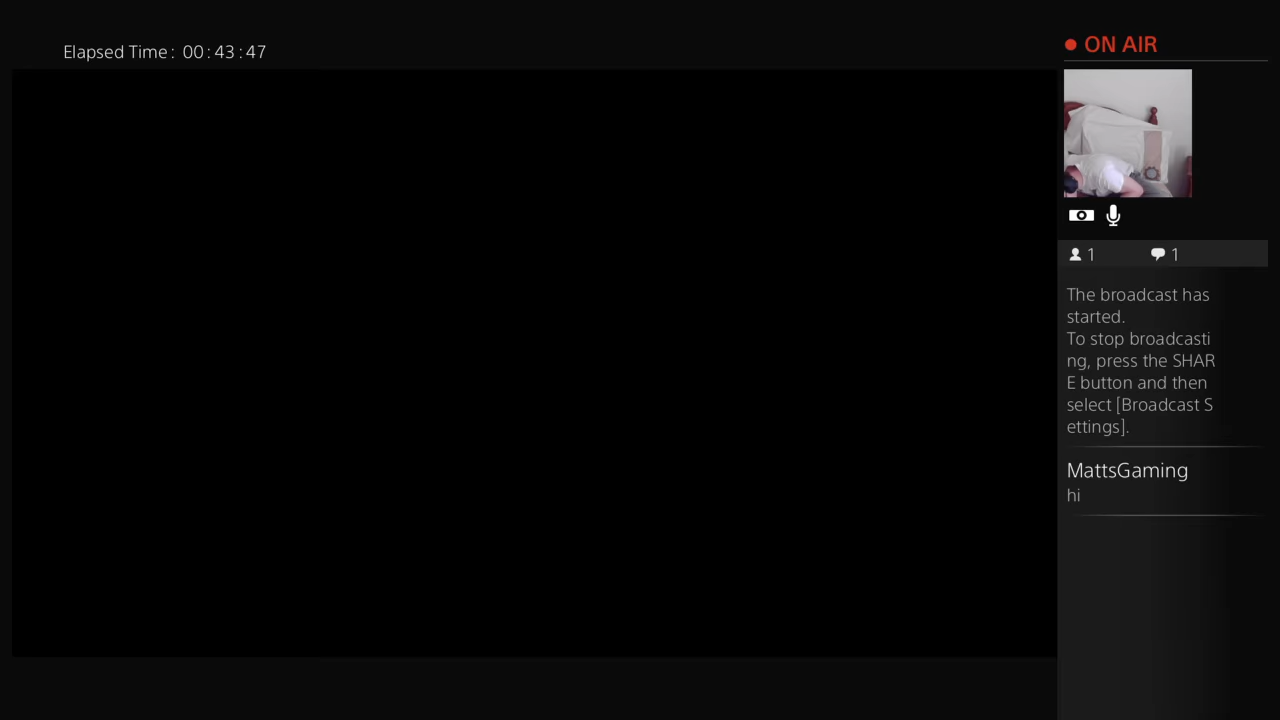 Elapsed Time: 00:43:47
ON AIR
1 1
The broadcast has
started.
To stop broadcasti
ng, press the SHAR
E button and then
select [Broadcast S
ettings].
MattsGaming
hi